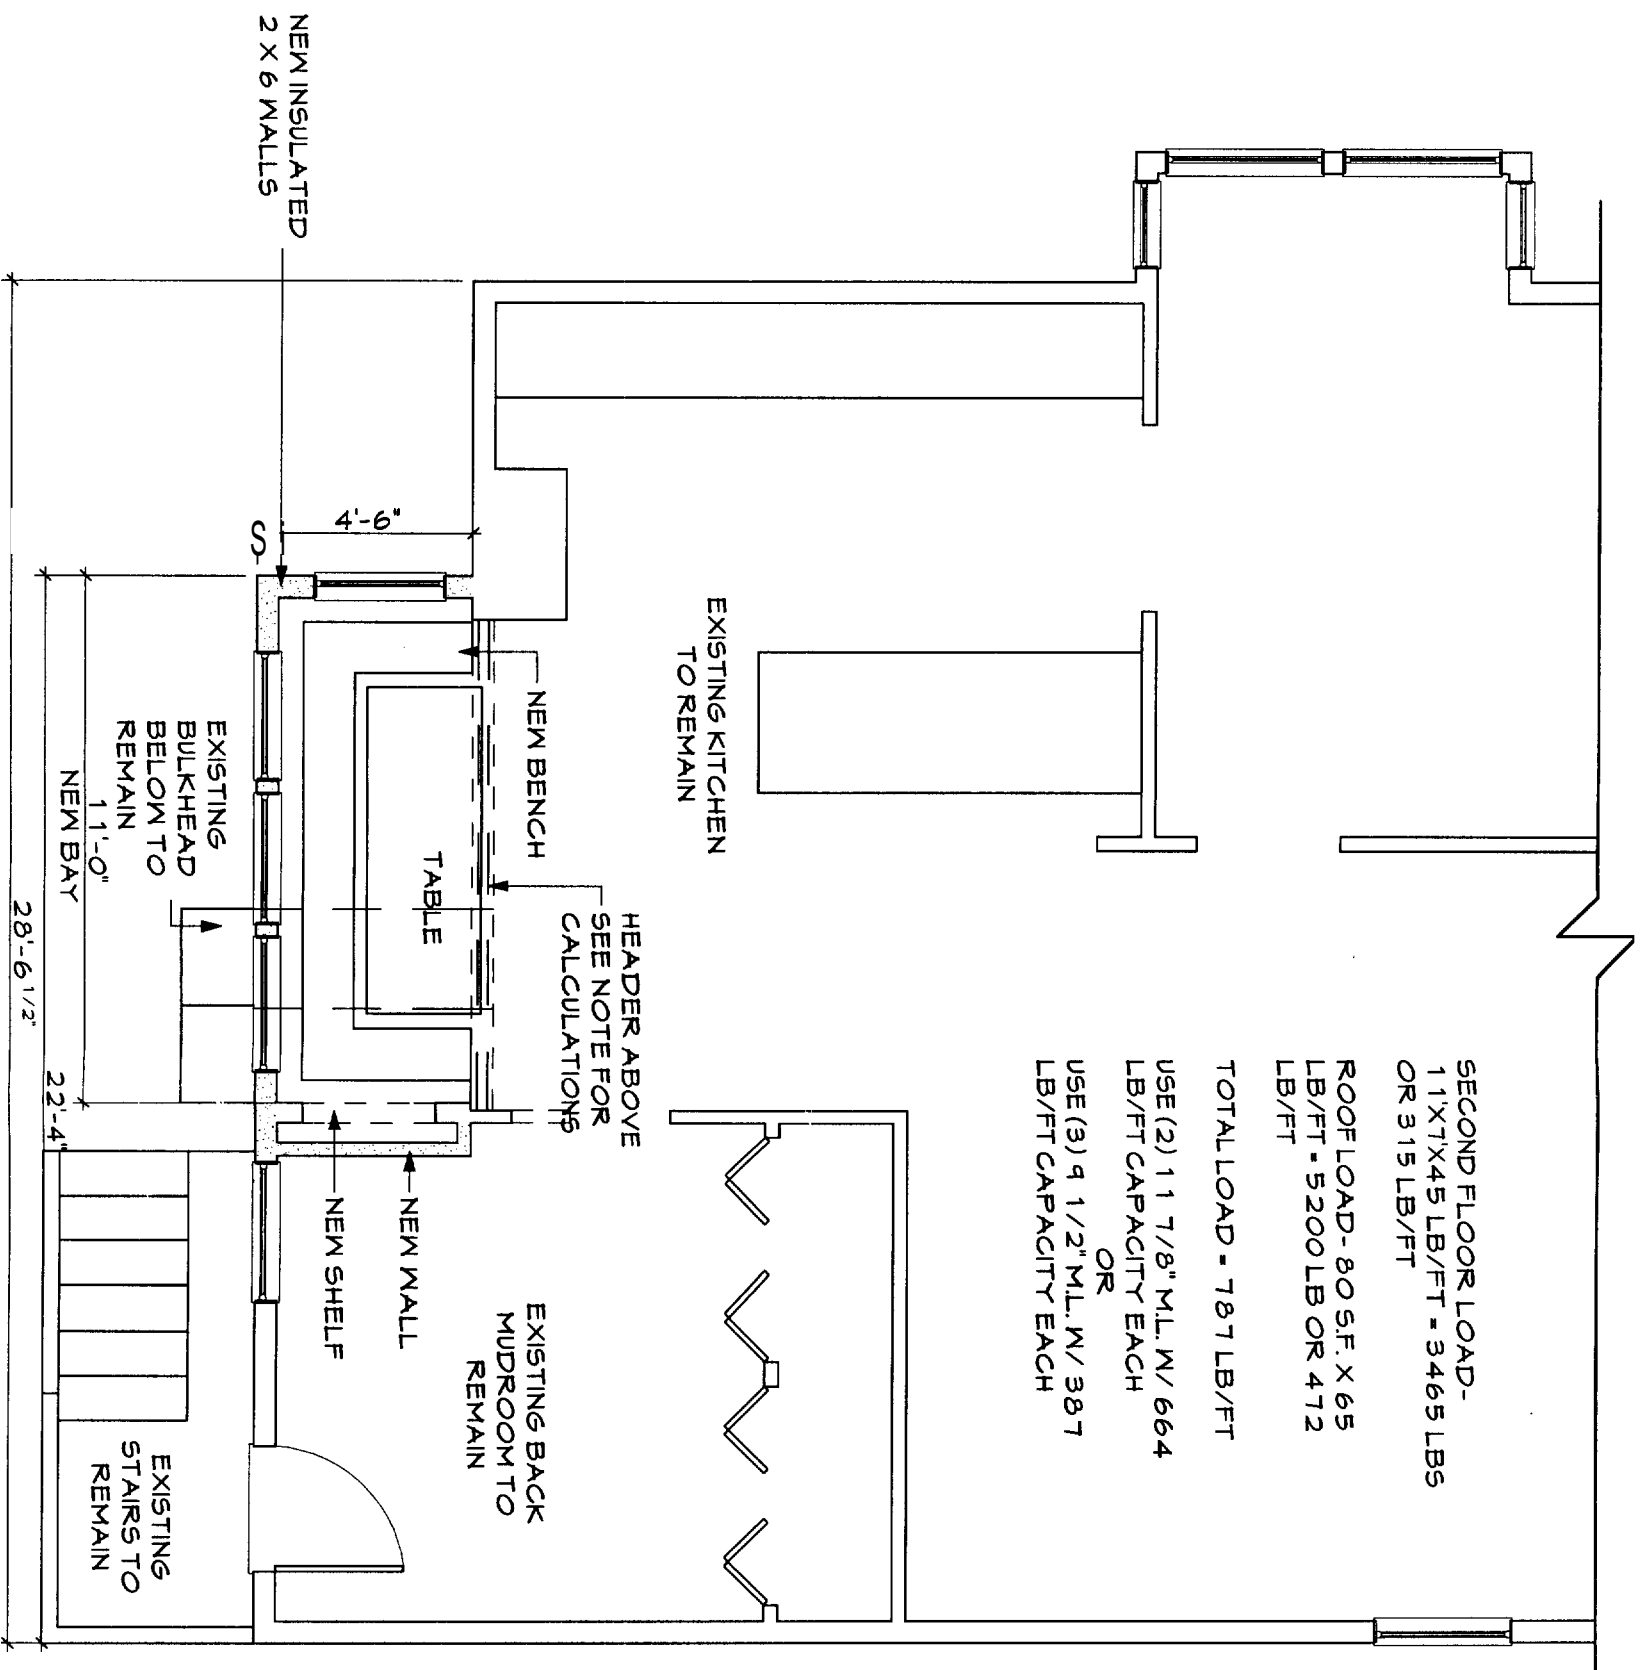 SECOND FLOOR LOAD-
11'X7'X45 LB/FT = 3465 LBS
OR 315 LB/FT
ROOF LOAD - 80 S.F. X 65
LB/FT = 5200 LB OR 472
LB/FT
TOTAL LOAD = 787 LB/FT
USE (2) 11 7/8" M.L. W/ 664
LB/FT CAPACITY EACH
OR
USE (3) 9 1/2" M.L. W/ 387
LB/FT CAPACITY EACH
EXISTING KITCHEN
TO REMAIN
HEADER ABOVE
SEE NOTE FOR
CALCULATIONS
NEW BENCH
TABLE
EXISTING BACK
MUDROOM TO
REMAIN
NEW WALL
NEW SHELF
4'-6"
NEW INSULATED
2 X 6 WALLS
S
EXISTING
BULKHEAD
BELOW TO
REMAIN
11'-0"
NEW BAY
EXISTING
STAIRS TO
REMAIN
22'-4"
28'-6 1/2"